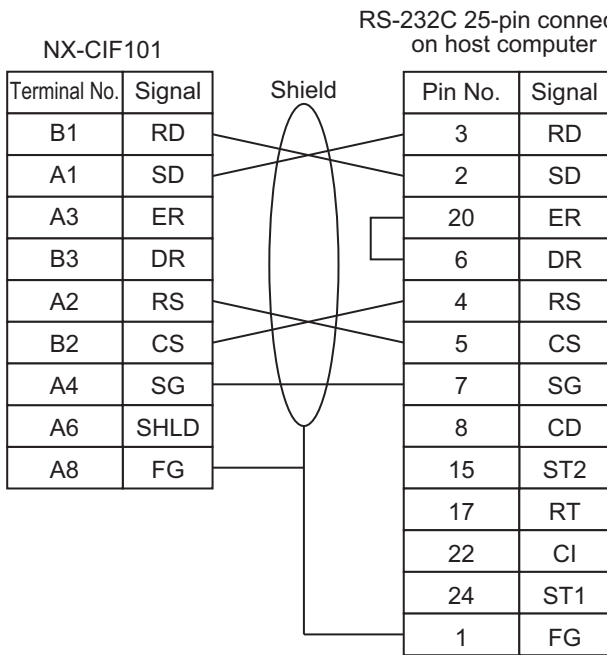 RS-232C 25-pin
on host computer
NX-CIF101
Shield
Terminal No. Signal
B1 RD
A1 SD
A3 ER
B3 DR
A2 RS
B2 CS
A4 SG
A6 SHLD
A8 FG
Pin No. Signal
3 RD
2 SD
20 ER
6 DR
4 RS
5 CS
7 SG
8 CD
15 ST2
17 RT
22 CI
24 ST1
1 FG